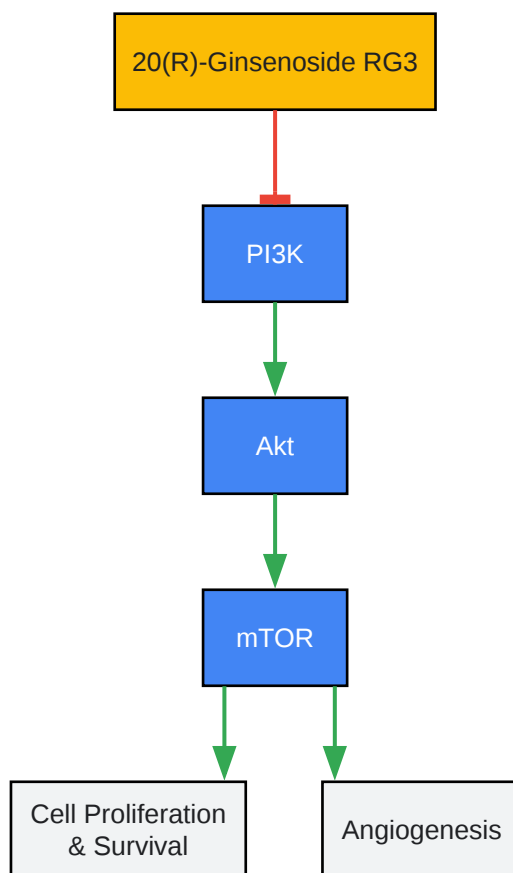 20(R)-Ginsenoside RG3
PI3K
Akt
mTOR
Cell Proliferation
& Survival
Angiogenesis